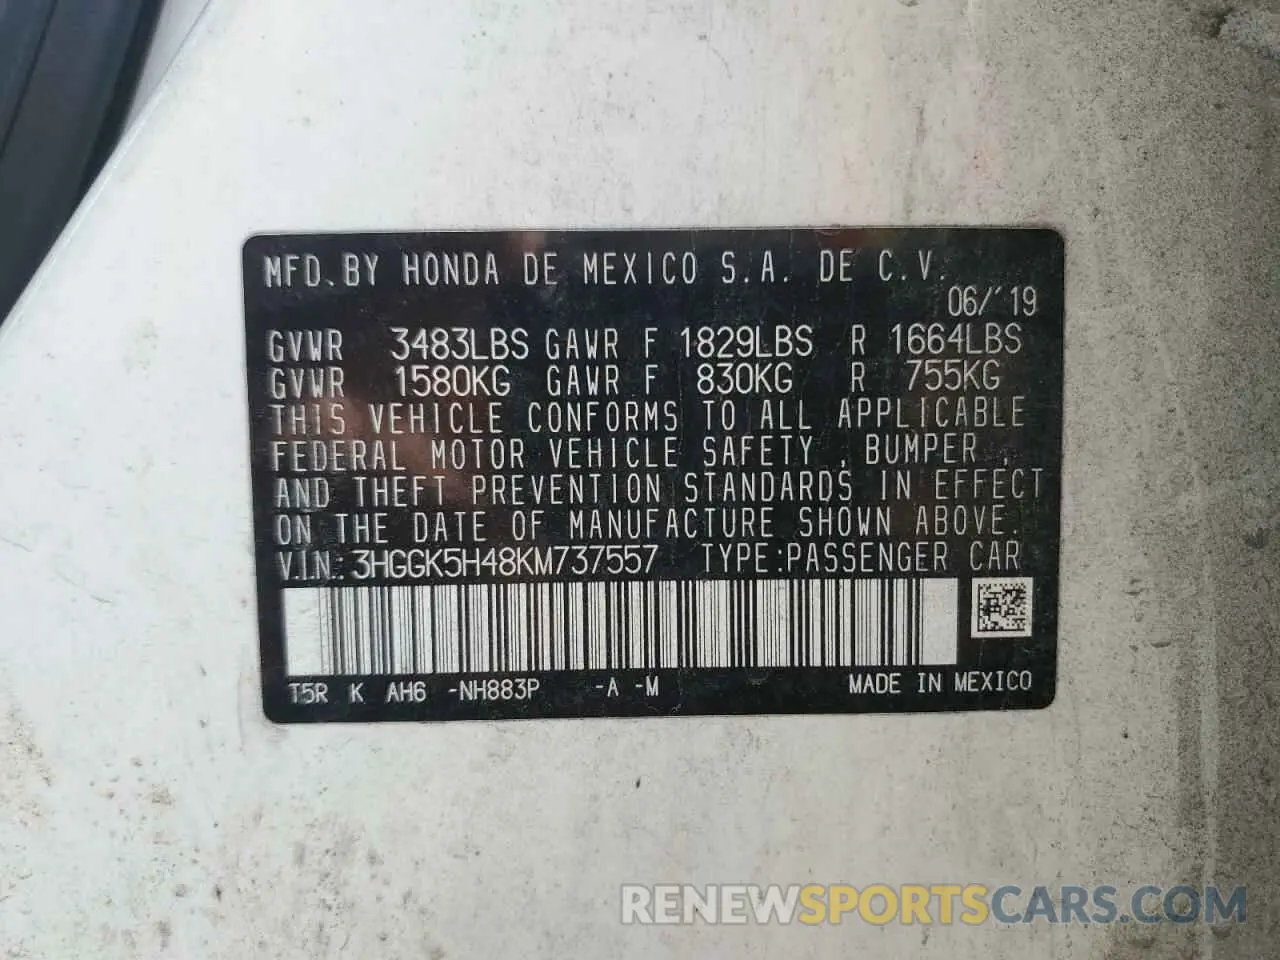 MFD.BY HONDA DE MEXICO S.A. DE C.V.
06/'19
GVWR 3483LBS GAWR F 1829LBS R 1664LBS
GVWR 1580KG GAWR F 830KG R 755KG
THIS VEHICLE CONFORMS TO ALL APPLICABLE
FEDERAL MOTOR VEHICLE SAFETY , BUMPER ,
AND THEFT PREVENTION STANDARDS IN EFFECT
ON THE DATE OF MANUFACTURE SHOWN ABOVE.
V.I.N.: 3HGGK5H48KM737557 TYPE:PASSENGER CAR
T5R K AH6 -NH883P -A -M MADE IN MEXICO
RENEWSPORTSCARS.COM